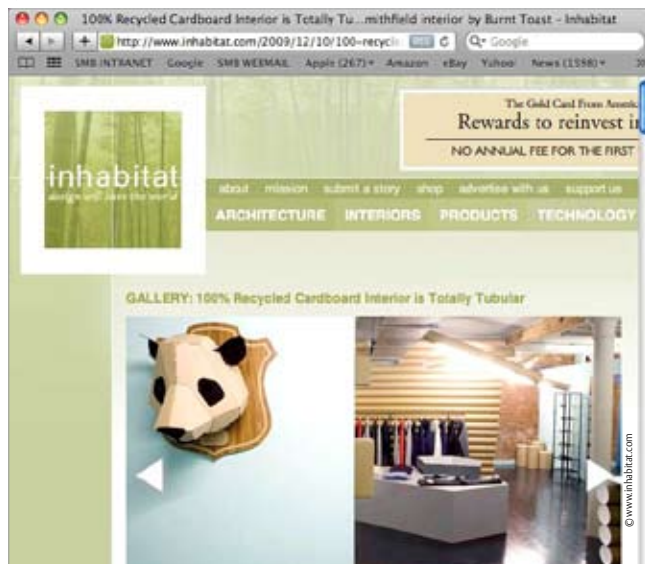 100% Recycled Cardboard Interior is Totally Tu...mithfield interior by Burnt Toast – Inhabitat
http://www.inhabitat.com/2009/12/10/100-recycl
RSS
Google
SMB INTRANET Google SMB WEBMAIL Apple (267) Amazon eBay Yahoo! News (1598)
The Gold Card From Americ
Rewards to reinvest in
NO ANNUAL FEE FOR THE FIRST
inhabitat
design will save the world
about mission submit a story shop advertise with us support us
ARCHITECTURE INTERIORS PRODUCTS TECHNOLOGY
GALLERY: 100% Recycled Cardboard Interior is Totally Tubular
© www.inhabitat.com